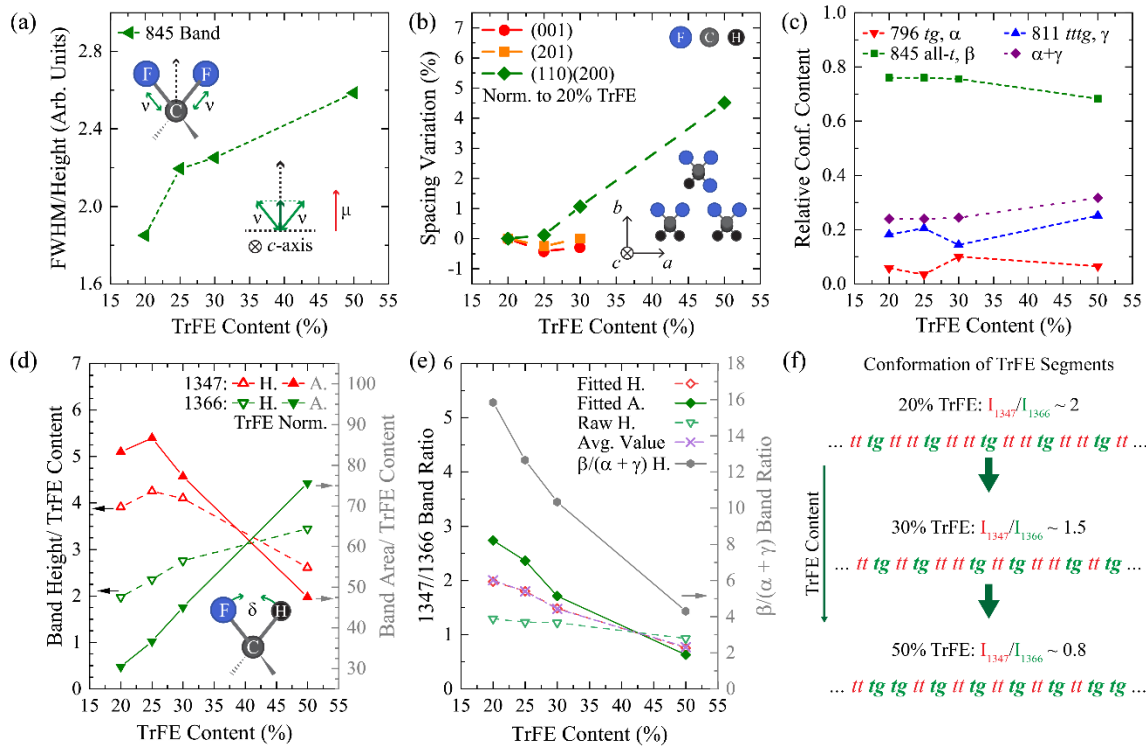 (a)
845 Band
FWHM/Height (Arb. Units)
2.8
2.4
2.0
1.6
F
F
C
ν
ν
ν
ν
μ
⊗ c-axis
15 20 25 30 35 40 45 50 55
TrFE Content (%)
(b)
(001)
(201)
(110)(200)
Norm. to 20% TrFE
F C H
Spacing Variation (%)
7
6
5
4
3
2
1
0
-1
b
c
a
15 20 25 30 35 40 45 50 55
TrFE Content (%)
(c)
796 tg, α
811 tttg, γ
845 all-t, β
α+γ
Relative Conf. Content
1.0
0.8
0.6
0.4
0.2
0.0
15 20 25 30 35 40 45 50 55
TrFE Content (%)
(d)
1347: H. A.
1366: H. A.
TrFE Norm.
Band Height/ TrFE Content
7
6
5
4
3
2
1
0
Band Area/ TrFE Content
100
90
80
70
60
50
40
30
F
δ
H
C
15 20 25 30 35 40 45 50 55
TrFE Content (%)
(e)
Fitted H.
Fitted A.
Raw H.
Avg. Value
β/(α + γ) H.
1347/1366 Band Ratio
6
5
4
3
2
1
0
β/(α + γ) Band Ratio
18
16
14
12
10
8
6
4
2
0
15 20 25 30 35 40 45 50 55
TrFE Content (%)
(f)
Conformation of TrFE Segments
20% TrFE: I1347/I1366 ~ 2
... tt tg tt tt tg tt tt tg tt tt tg tt tt tg tt ...
TrFE Content
30% TrFE: I1347/I1366 ~ 1.5
... tt tg tt tg tt tt tg tt tg tt tt tg tt tg ...
50% TrFE: I1347/I1366 ~ 0.8
... tt tg tg tt tg tt tg tt tg tt tg tt tg tg ...